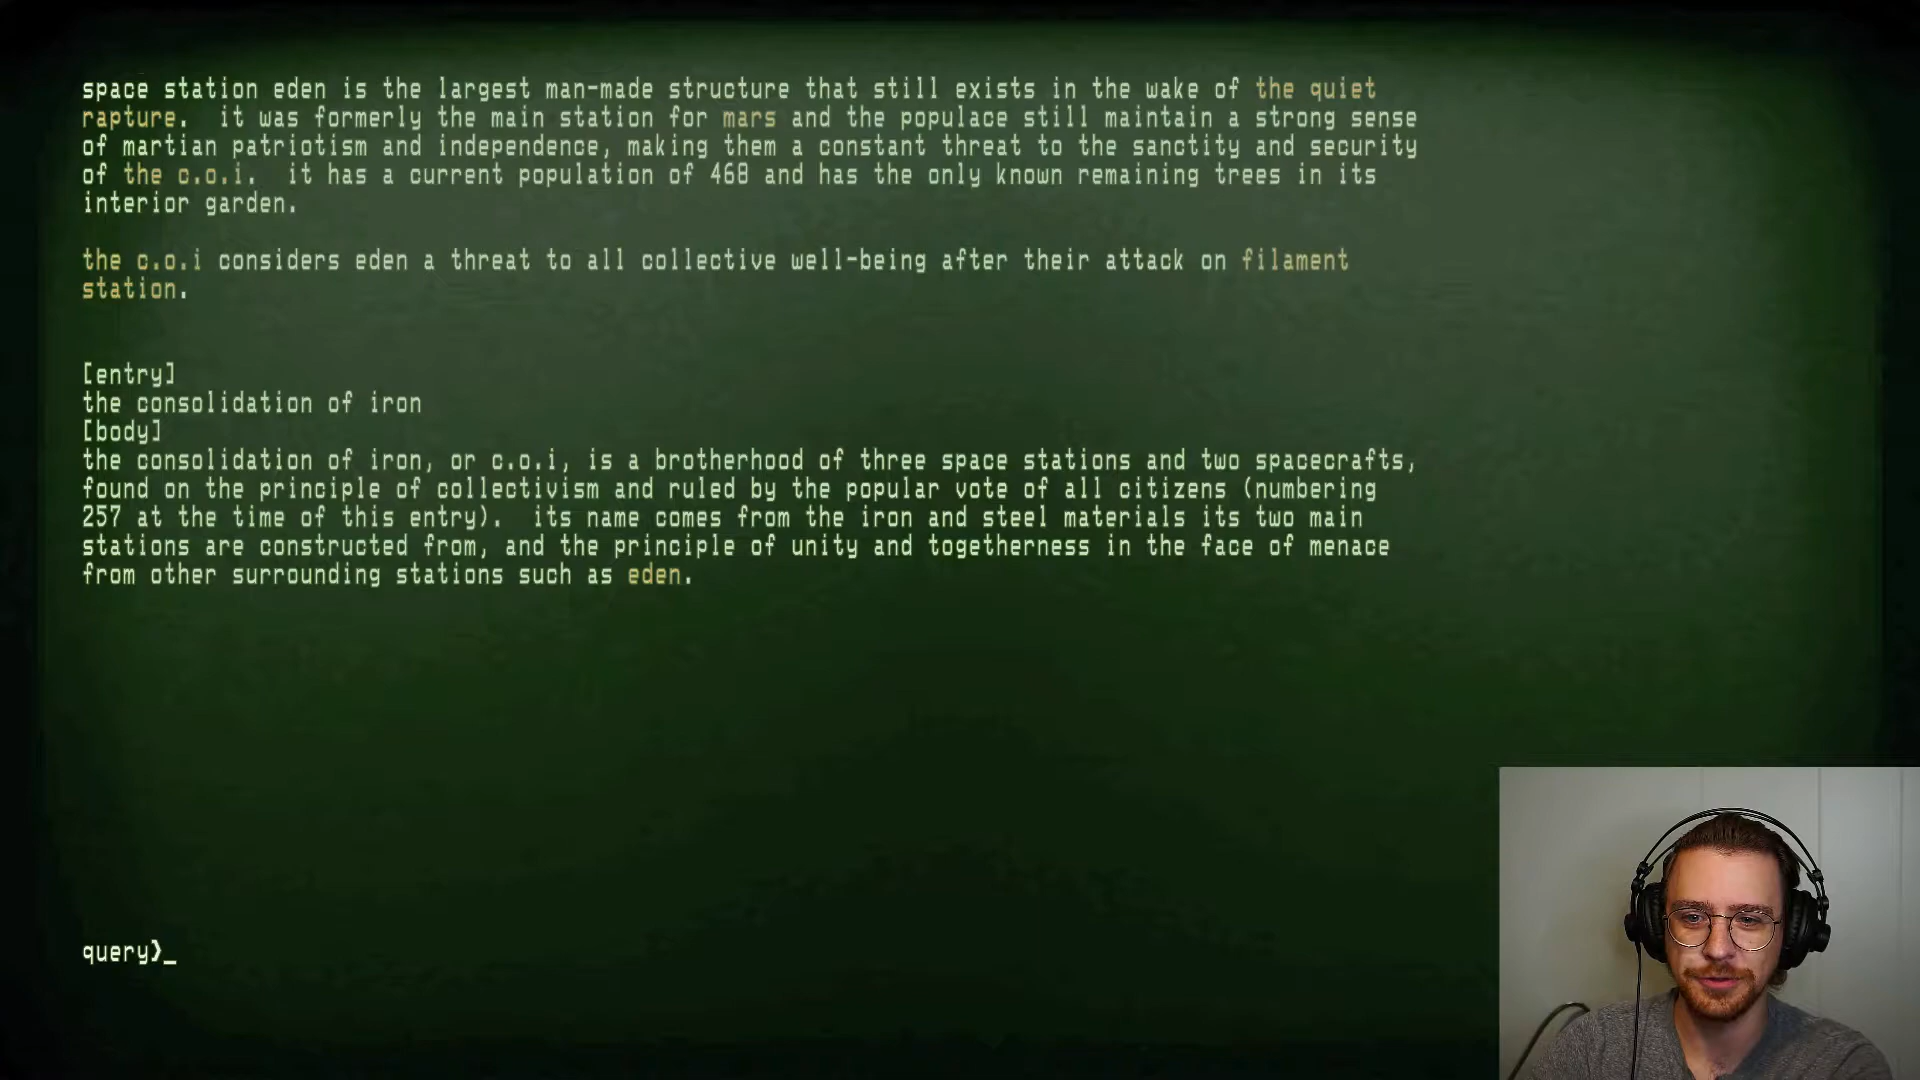 space station eden is the largest man-made structure that still exists in the wake of the quiet
rapture.  it was formerly the main station for mars and the populace still maintain a strong sense
of martian patriotism and independence, making them a constant threat to the sanctity and security
of the c.o.i.  it has a current population of 468 and has the only known remaining trees in its
interior garden.
the c.o.i considers eden a threat to all collective well-being after their attack on filament
station.
[entry]
the consolidation of iron
[body]
the consolidation of iron, or c.o.i, is a brotherhood of three space stations and two spacecrafts,
found on the principle of collectivism and ruled by the popular vote of all citizens (numbering
257 at the time of this entry).  its name comes from the iron and steel materials its two main
stations are constructed from, and the principle of unity and togetherness in the face of menace
from other surrounding stations such as eden.
query}_